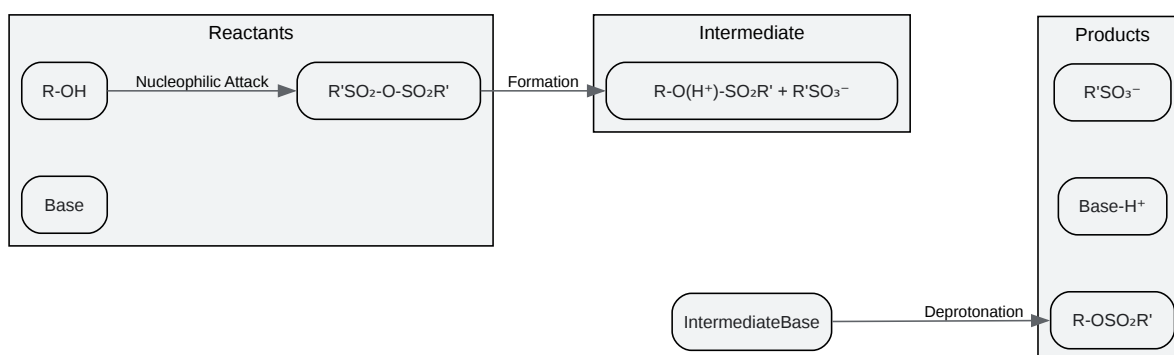 Reactants
Intermediate
Products
R-OH
Nucleophilic Attack
R'SO₂-O-SO₂R'
Formation
R-O(H⁺)-SO₂R' + R'SO₃⁻
R'SO₃⁻
Base
Base-H⁺
IntermediateBase
Deprotonation
R-OSO₂R'